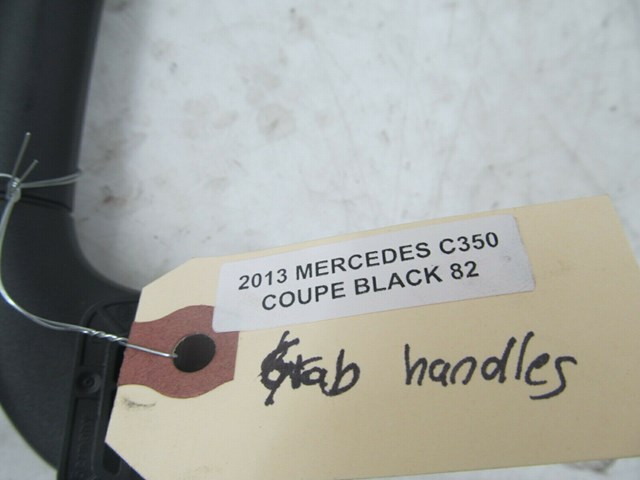 2013 MERCEDES C350
COUPE BLACK 82
Grab handles